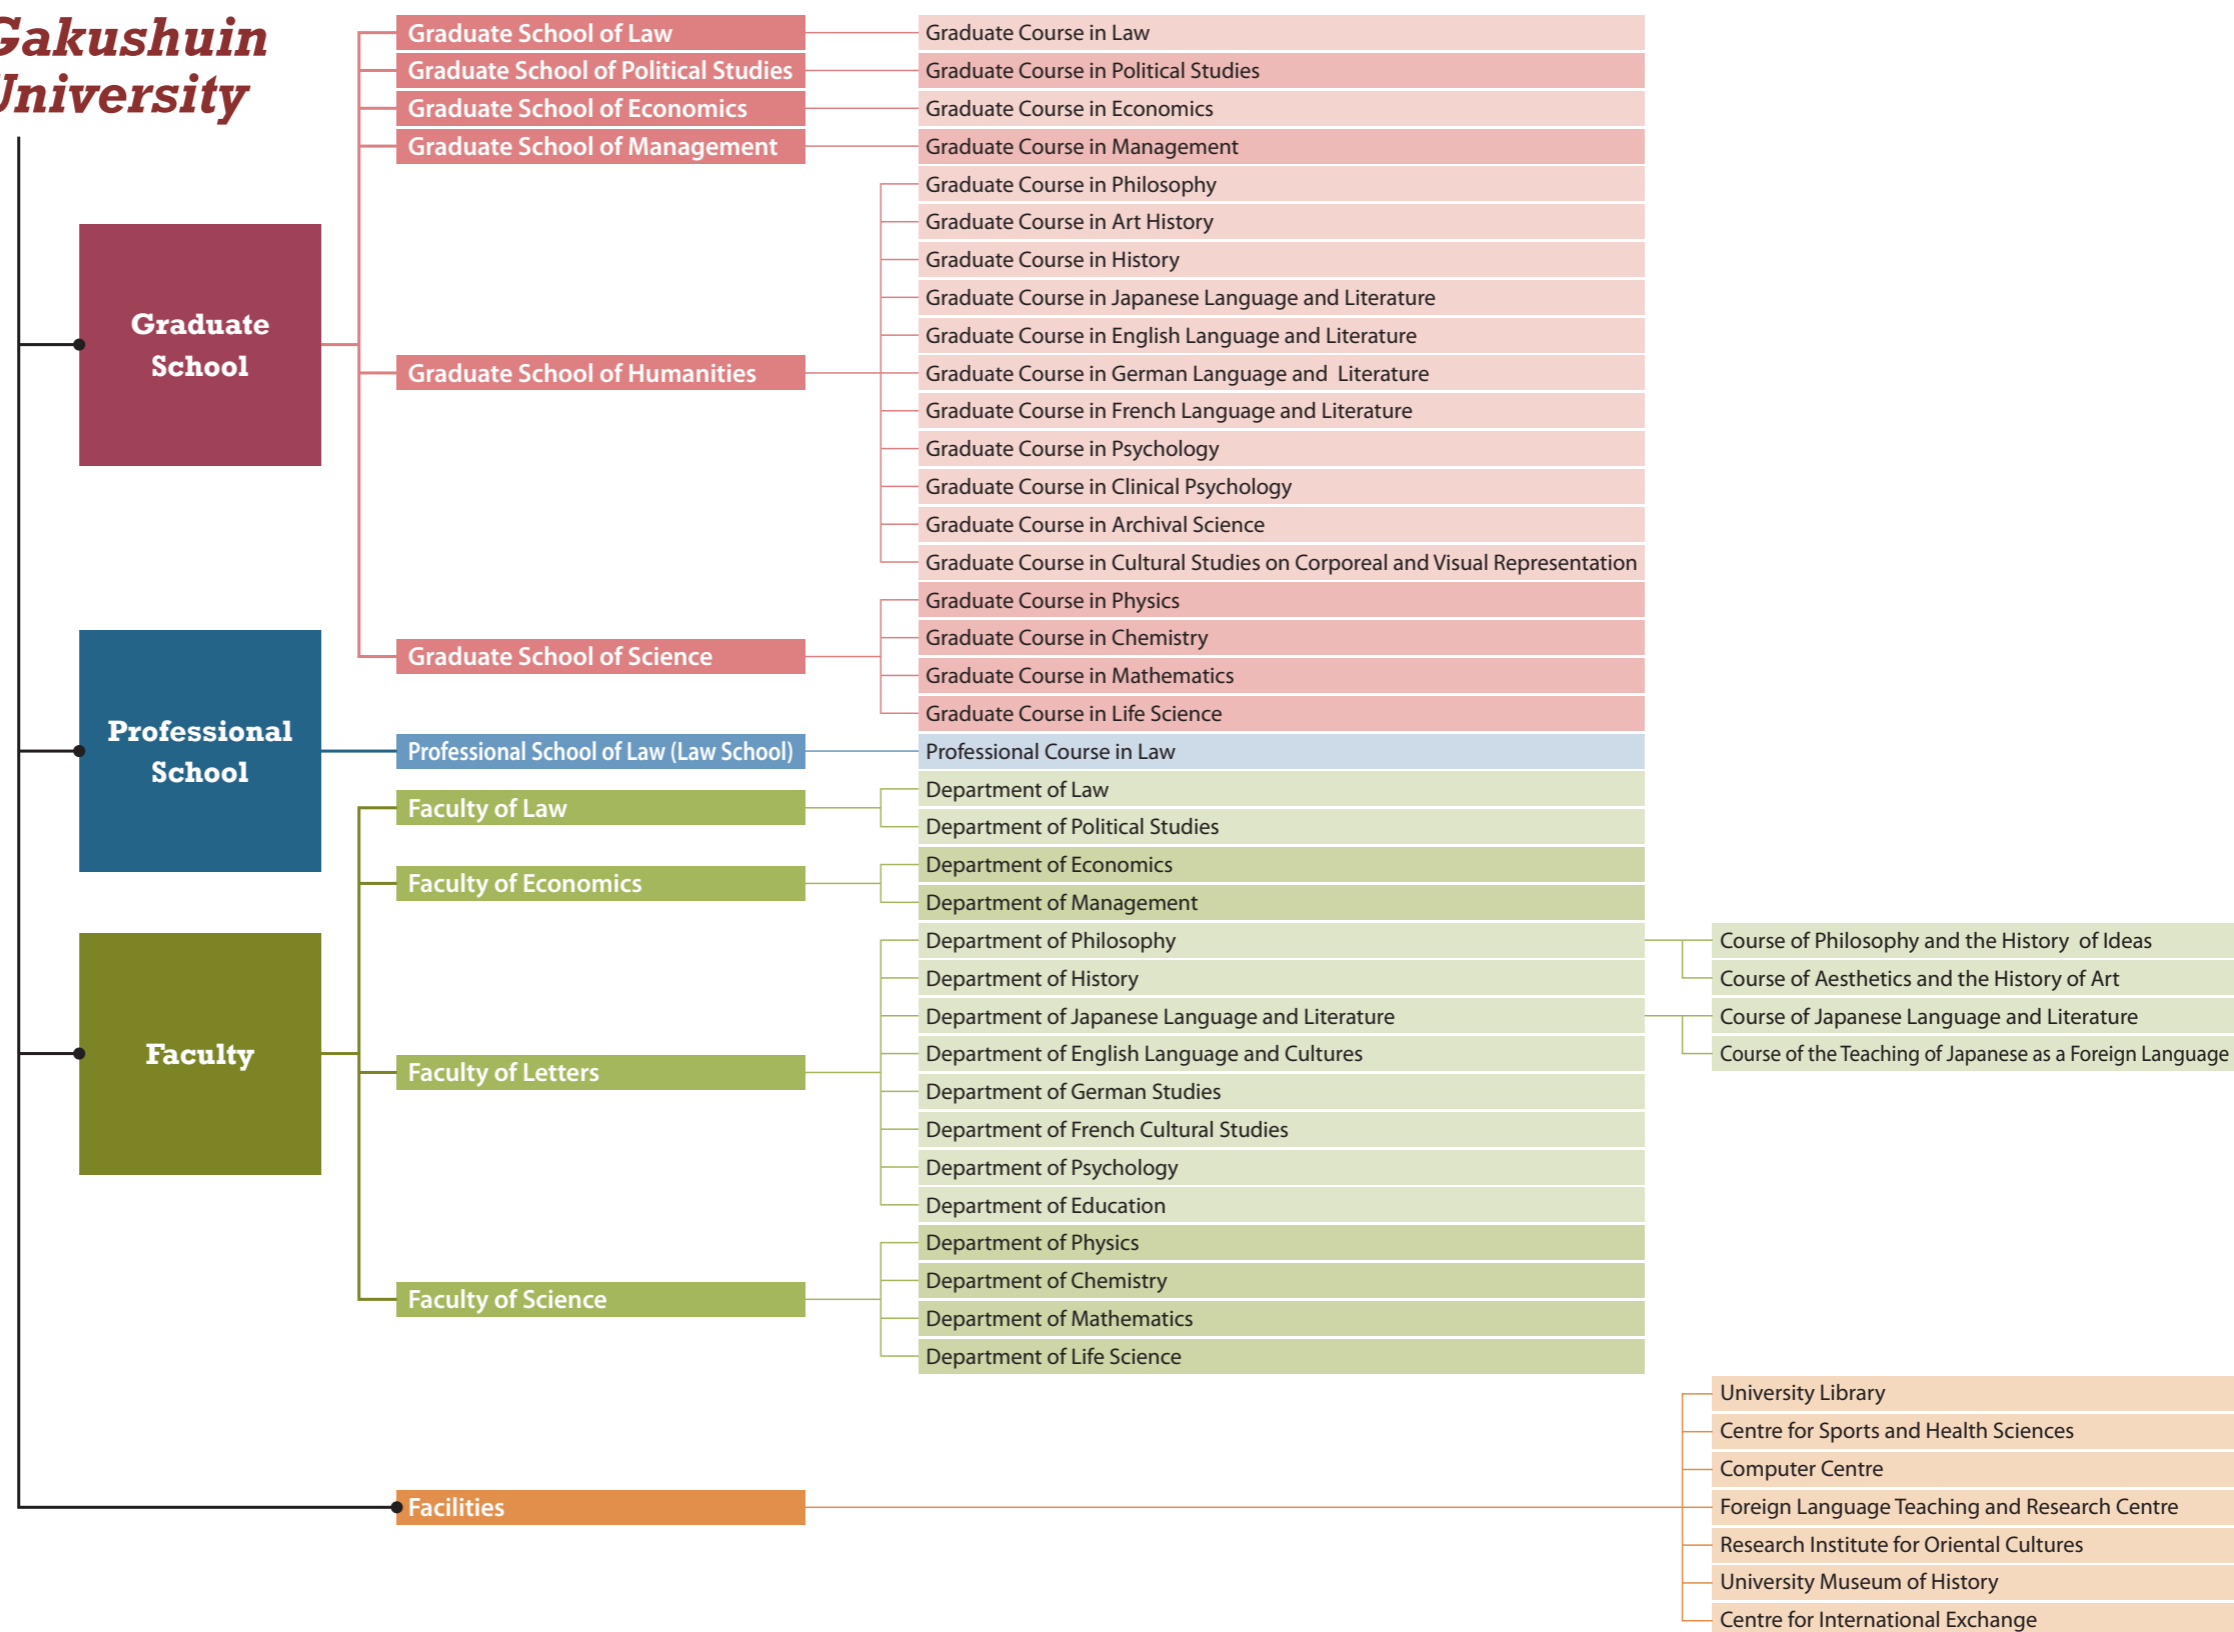 Gakushuin
University
Graduate
School
Graduate School of Law
Graduate Course in Law
Graduate School of Political Studies
Graduate Course in Political Studies
Graduate School of Economics
Graduate Course in Economics
Graduate School of Management
Graduate Course in Management
Graduate School of Humanities
Graduate Course in Philosophy
Graduate Course in Art History
Graduate Course in History
Graduate Course in Japanese Language and Literature
Graduate Course in English Language and Literature
Graduate Course in German Language and Literature
Graduate Course in French Language and Literature
Graduate Course in Psychology
Graduate Course in Clinical Psychology
Graduate Course in Archival Science
Graduate Course in Cultural Studies on Corporeal and Visual Representation
Graduate School of Science
Graduate Course in Physics
Graduate Course in Chemistry
Graduate Course in Mathematics
Graduate Course in Life Science
Professional
School
Professional School of Law (Law School)
Professional Course in Law
Faculty
Faculty of Law
Department of Law
Department of Political Studies
Faculty of Economics
Department of Economics
Department of Management
Faculty of Letters
Department of Philosophy
Course of Philosophy and the History of Ideas
Course of Aesthetics and the History of Art
Department of History
Department of Japanese Language and Literature
Course of Japanese Language and Literature
Course of the Teaching of Japanese as a Foreign Language
Department of English Language and Cultures
Department of German Studies
Department of French Cultural Studies
Department of Psychology
Department of Education
Faculty of Science
Department of Physics
Department of Chemistry
Department of Mathematics
Department of Life Science
Facilities
University Library
Centre for Sports and Health Sciences
Computer Centre
Foreign Language Teaching and Research Centre
Research Institute for Oriental Cultures
University Museum of History
Centre for International Exchange